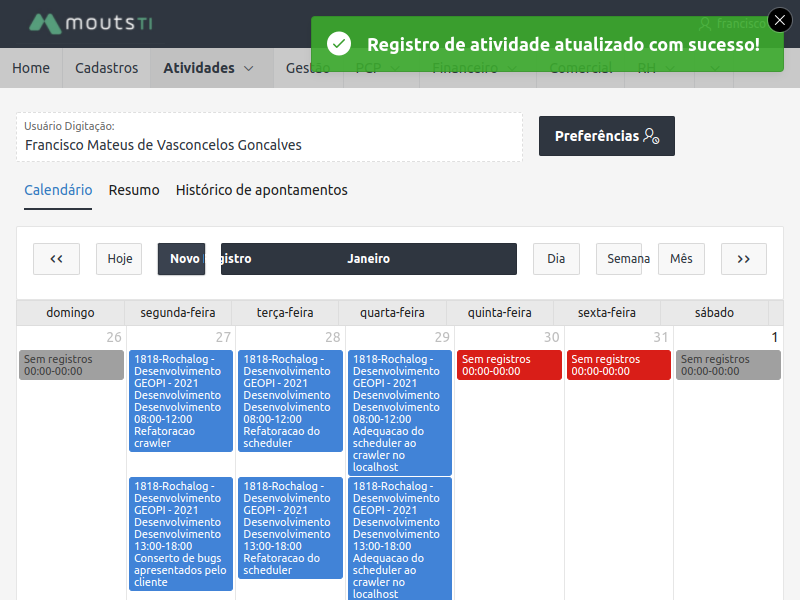 moutsTI
francisco
Registro de atividade atualizado com sucesso!
Home
Cadastros
Atividades
Gestão
PCP
Financeiro
Comercial
RH
Usuário Digitação:
Francisco Mateus de Vasconcelos Goncalves
Preferências
Calendário
Resumo
Histórico de apontamentos
<<
Hoje
Novo Registro
Janeiro
Dia
Semana
Mês
>>
domingo
segunda-feira
terça-feira
quarta-feira
quinta-feira
sexta-feira
sábado
26
27
28
29
30
31
1
Sem registros
00:00-00:00
1818-Rochalog -
Desenvolvimento
GEOPI - 2021
Desenvolvimento
Desenvolvimento
08:00-12:00
Refatoracao
crawler
1818-Rochalog -
Desenvolvimento
GEOPI - 2021
Desenvolvimento
Desenvolvimento
08:00-12:00
Refatoracao do
scheduler
1818-Rochalog -
Desenvolvimento
GEOPI - 2021
Desenvolvimento
Desenvolvimento
08:00-12:00
Adequacao do
scheduler ao
crawler no
localhost
Sem registros
00:00-00:00
Sem registros
00:00-00:00
Sem registros
00:00-00:00
1818-Rochalog -
Desenvolvimento
GEOPI - 2021
Desenvolvimento
Desenvolvimento
13:00-18:00
Conserto de bugs
apresentados pelo
cliente
1818-Rochalog -
Desenvolvimento
GEOPI - 2021
Desenvolvimento
Desenvolvimento
13:00-18:00
Refatoracao do
scheduler
1818-Rochalog -
Desenvolvimento
GEOPI - 2021
Desenvolvimento
Desenvolvimento
13:00-18:00
Adequacao do
scheduler ao
crawler no
localhost